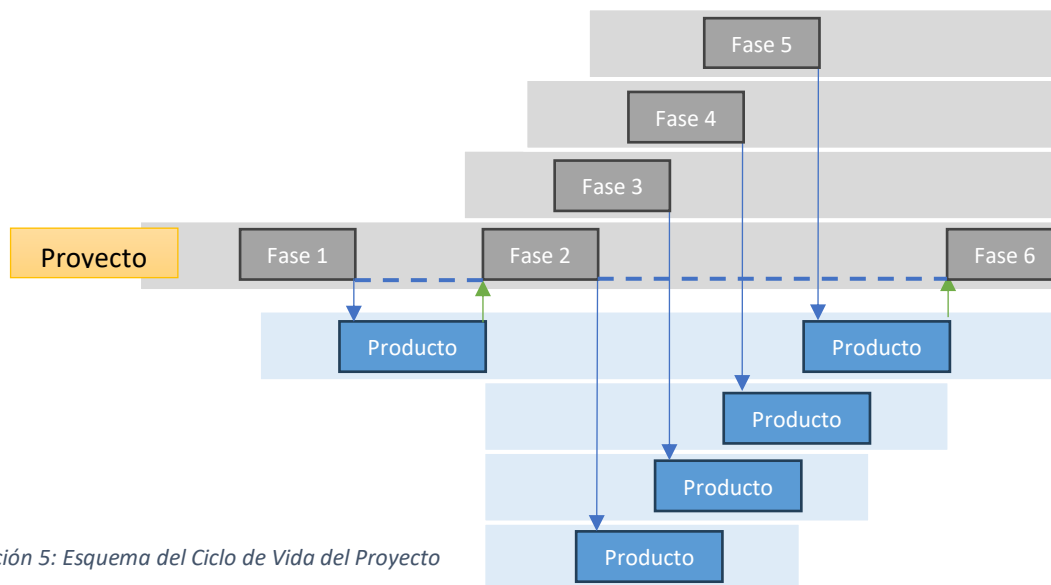 Fase 5
Fase 4
Fase 3
Proyecto
Fase 1
Fase 2
Fase 6
Producto
Producto
Producto
Producto
Producto
ción 5: Esquema del Ciclo de Vida del Proyecto